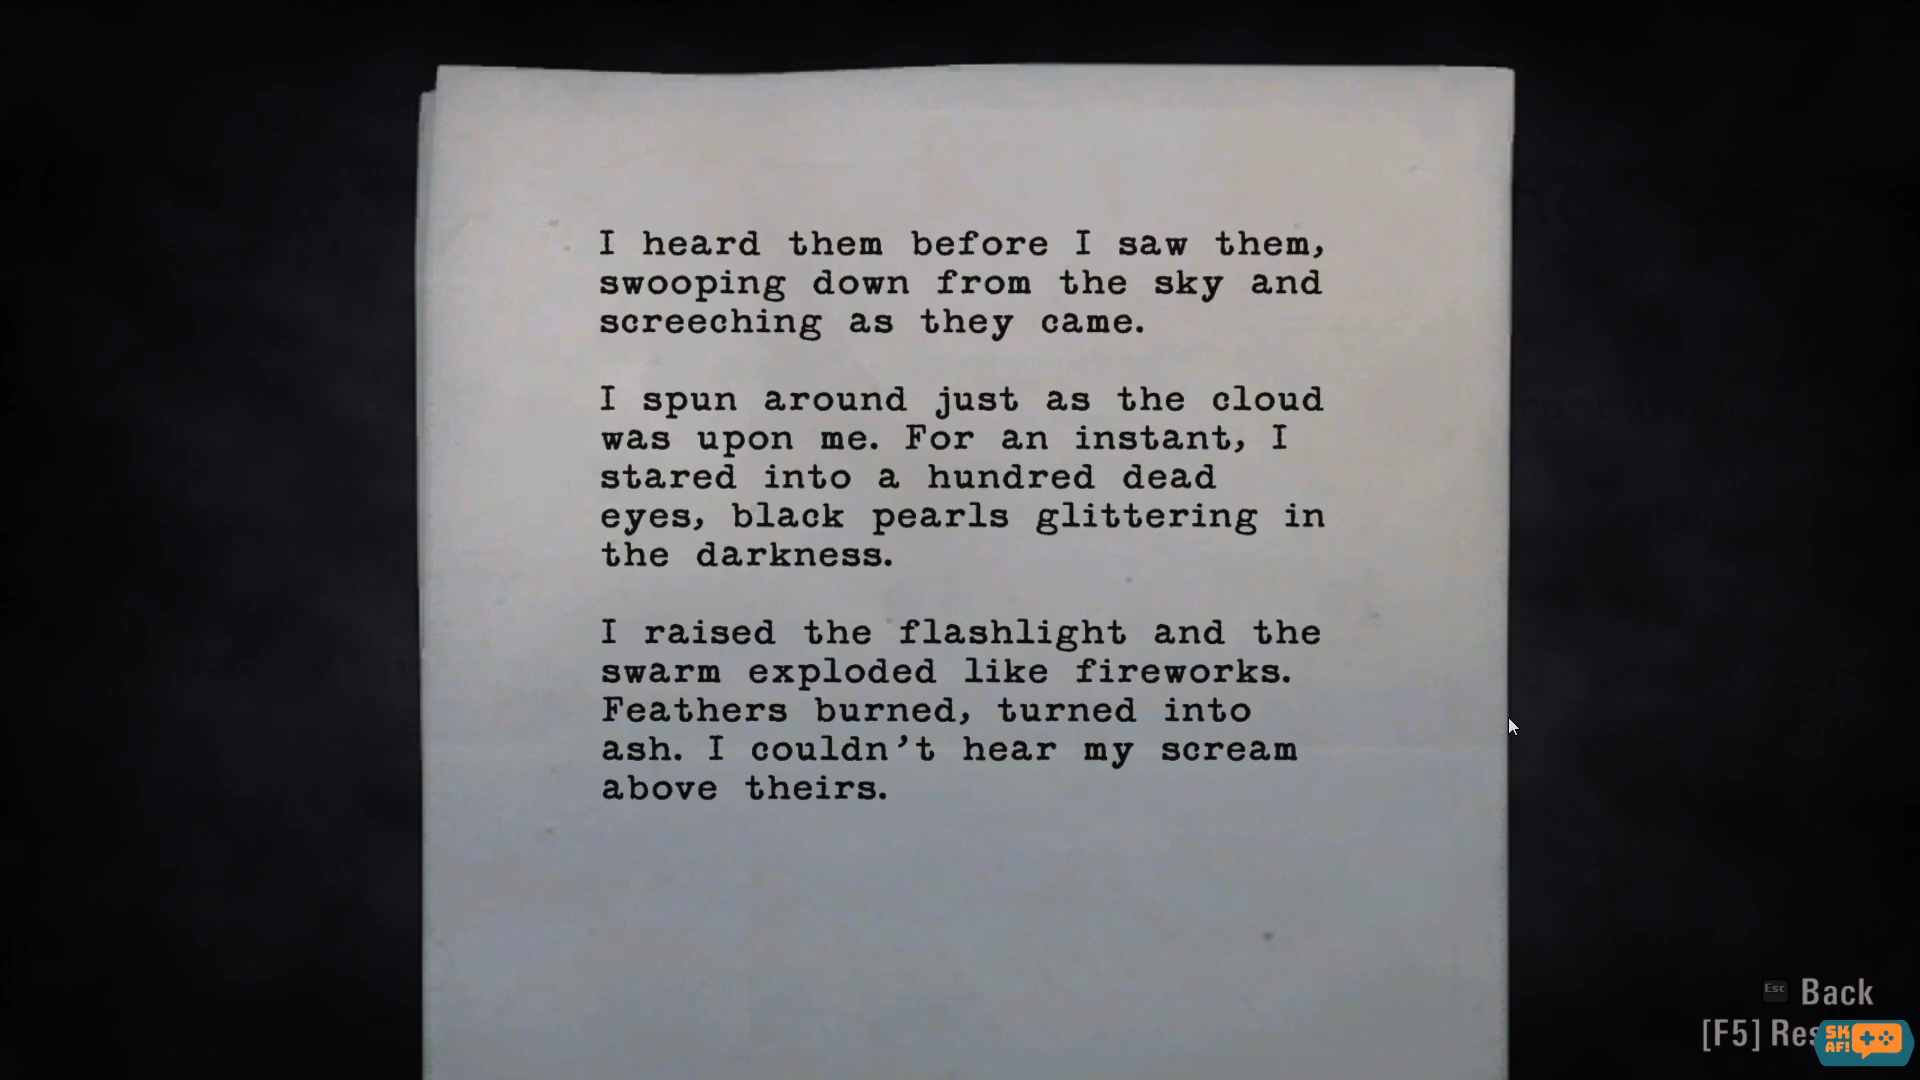 I heard them before I saw them,
swooping down from the sky and
screeching as they came.
I spun around just as the cloud
was upon me. For an instant, I
stared into a hundred dead
eyes, black pearls glittering in
the darkness.
I raised the flashlight and the
swarm exploded like fireworks.
Feathers burned, turned into
ash. I couldn't hear my scream
above theirs.
Esc Back
[F5]
SK
AF!